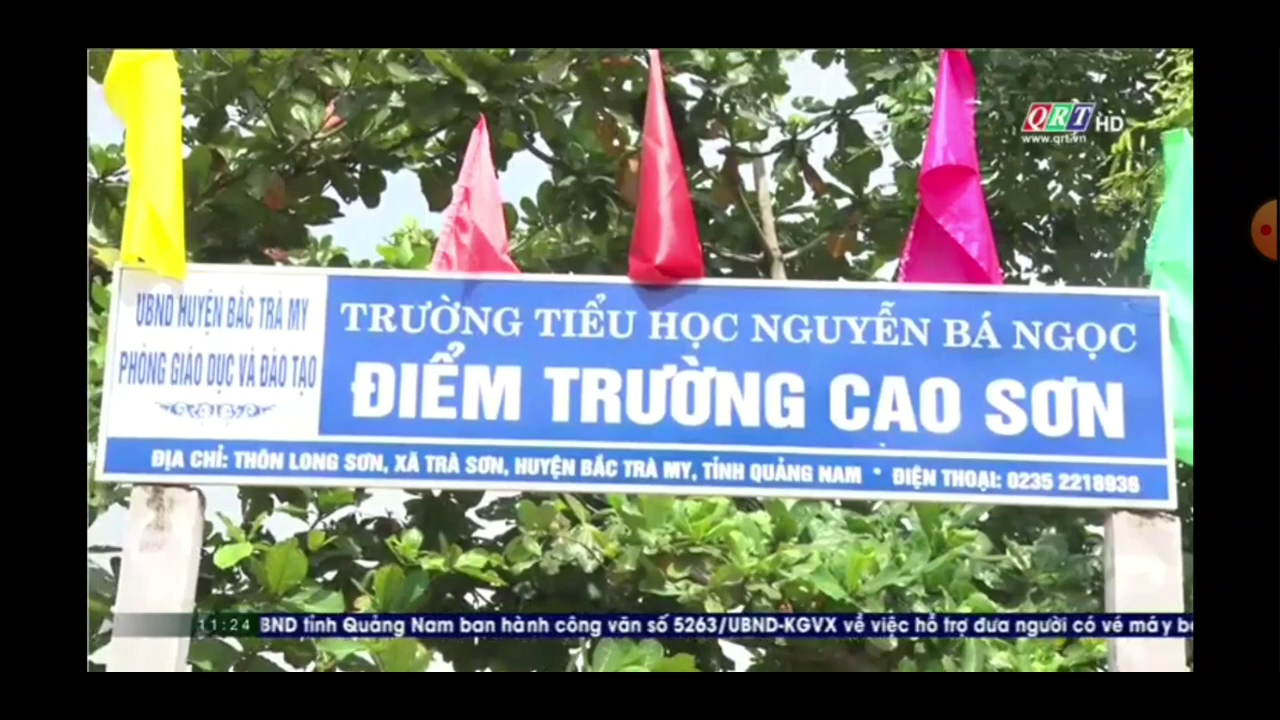 QRT HD
www.qrt.vn
UBND HUYỆN BẮC TRÀ MY
PHÒNG GIÁO DỤC VÀ ĐÀO TẠO
TRƯỜNG TIỂU HỌC NGUYỄN BÁ NGỌC
ĐIỂM TRƯỜNG CAO SƠN
ĐỊA CHỈ: THÔN LONG SƠN, XÃ TRÀ SƠN, HUYỆN BẮC TRÀ MY, TỈNH QUẢNG NAM * ĐIỆN THOẠI: 0235 2218936
11:24 BND tỉnh Quảng Nam ban hành công văn số 5263/UBND-KGVX về việc hỗ trợ đưa người có vé máy b